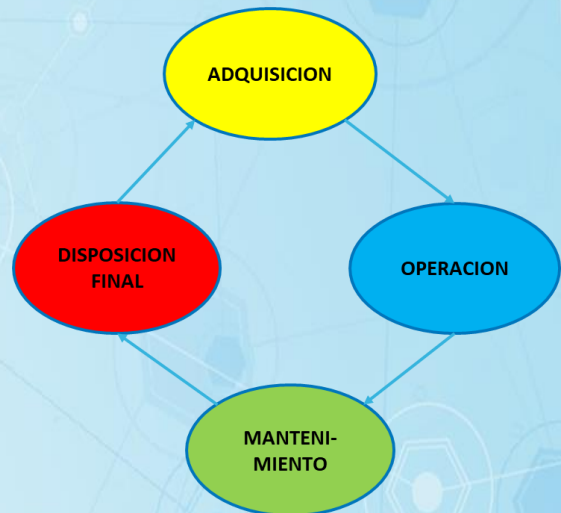 ADQUISICION
OPERACION
MANTENI-
MIENTO
DISPOSICION
FINAL